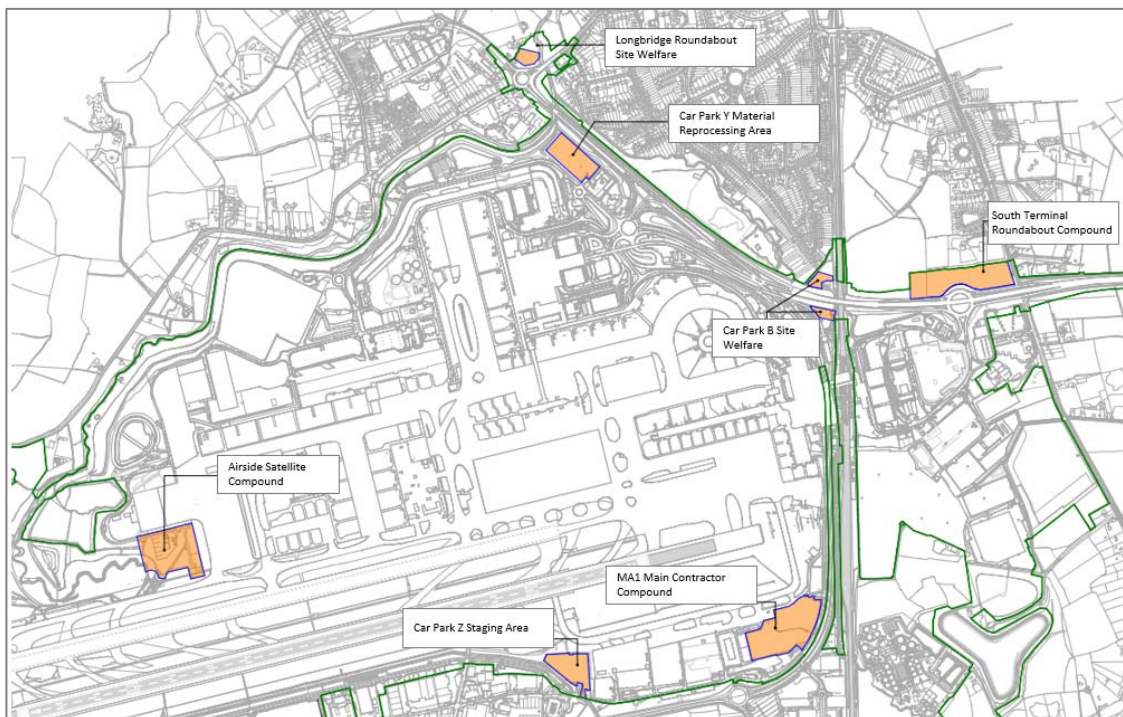 Longbridge Roundabout
Site Welfare
Car Park Y Material
Reprocessing Area
South Terminal
Roundabout Compound
Car Park B Site
Welfare
Airside Satellite
Compound
MA1 Main Contractor
Compound
Car Park Z Staging Area